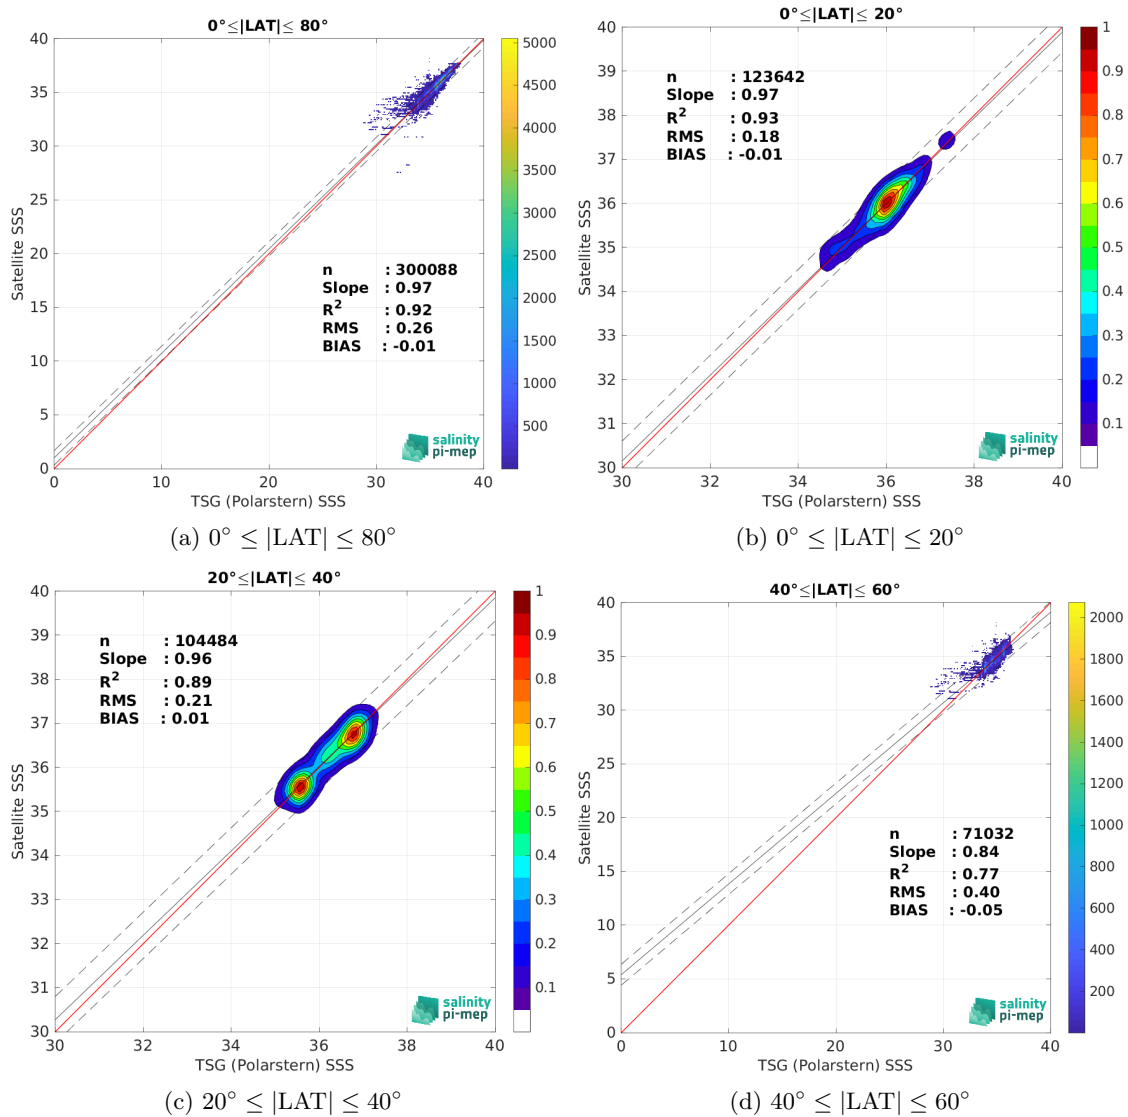 0°≤|LAT|≤ 80°
40
35
30
25
20
15
10
5
0
0
10
20
30
40
Satellite SSS
TSG (Polarstern) SSS
n : 300088
Slope : 0.97
R² : 0.92
RMS : 0.26
BIAS : -0.01
salinity
pi-mep
5000
4500
4000
3500
3000
2500
2000
1500
1000
500
(a) 0° ≤ |LAT| ≤ 80°
0°≤|LAT|≤ 20°
40
39
38
37
36
35
34
33
32
31
30
30
32
34
36
38
40
Satellite SSS
TSG (Polarstern) SSS
n : 123642
Slope : 0.97
R² : 0.93
RMS : 0.18
BIAS : -0.01
salinity
pi-mep
1
0.9
0.8
0.7
0.6
0.5
0.4
0.3
0.2
0.1
(b) 0° ≤ |LAT| ≤ 20°
20°≤|LAT|≤ 40°
40
39
38
37
36
35
34
33
32
31
30
30
32
34
36
38
40
Satellite SSS
TSG (Polarstern) SSS
n : 104484
Slope : 0.96
R² : 0.89
RMS : 0.21
BIAS : 0.01
salinity
pi-mep
1
0.9
0.8
0.7
0.6
0.5
0.4
0.3
0.2
0.1
(c) 20° ≤ |LAT| ≤ 40°
40°≤|LAT|≤ 60°
40
35
30
25
20
15
10
5
0
0
10
20
30
40
Satellite SSS
TSG (Polarstern) SSS
n : 71032
Slope : 0.84
R² : 0.77
RMS : 0.40
BIAS : -0.05
salinity
pi-mep
2000
1800
1600
1400
1200
1000
800
600
400
200
(d) 40° ≤ |LAT| ≤ 60°